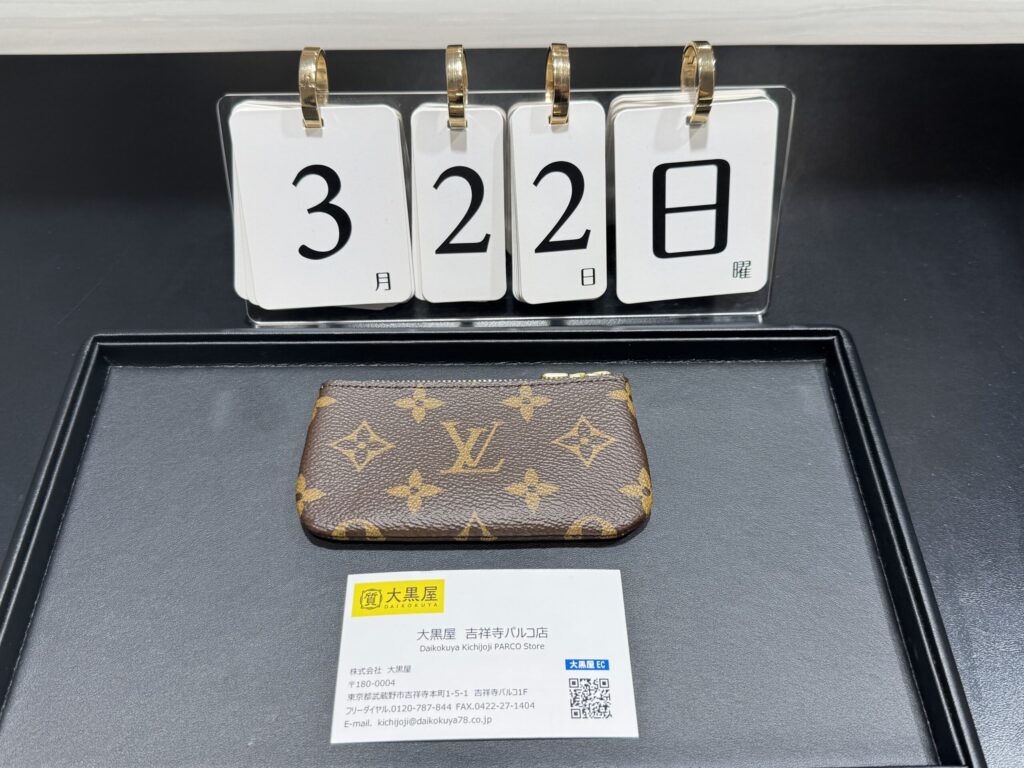 3月 22日 日曜
LV
質 大黒屋
DAIKOKUYA
大黒屋 吉祥寺パルコ店
Daikokuya Kichijoji PARCO Store
大黒屋 EC
株式会社 大黒屋
〒180-0004
東京都武蔵野市吉祥寺本町1-5-1 吉祥寺パルコ1F
フリーダイヤル.0120-787-844 FAX.0422-27-1404
E-mail. kichijoji@daikokuya78.co.jp